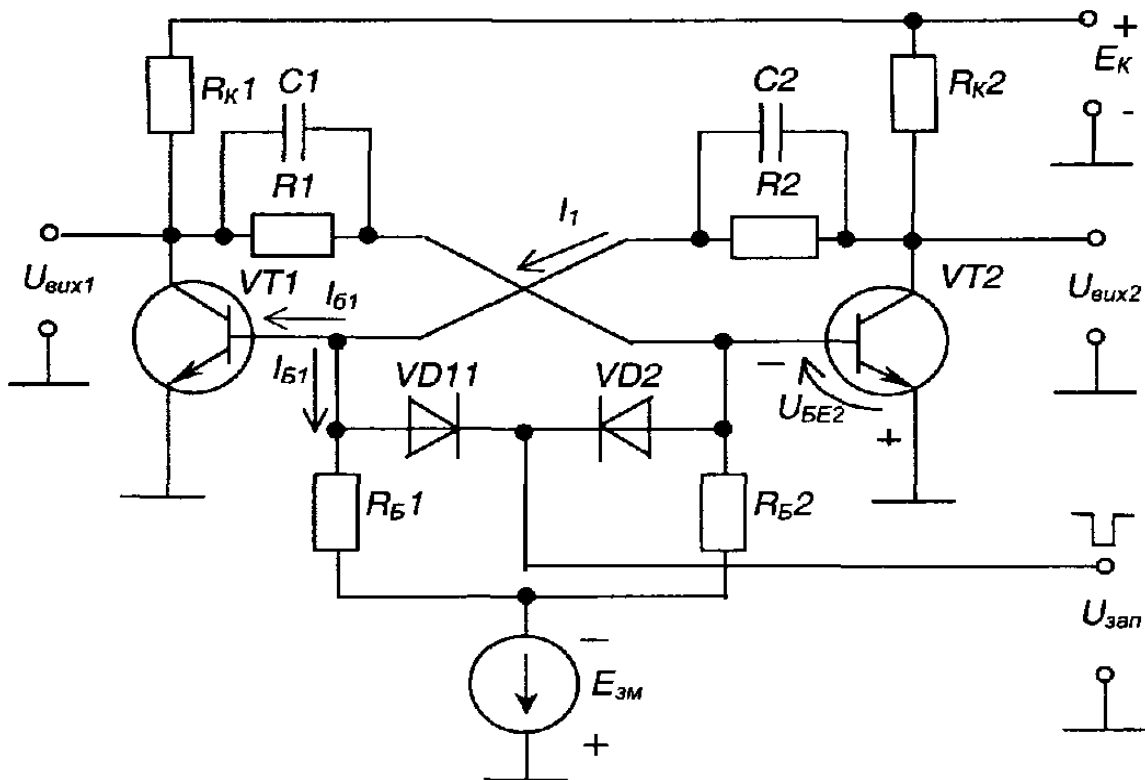 +
Eк
-
Rк1
C1
C2
Rк2
R1
R2
I1
Uвих1
VT1
Iб1
VT2
Uвих2
IБ1
VD11
VD2
−
UБЕ2
+
RБ1
RБ2
Uзап
−
Eзм
+